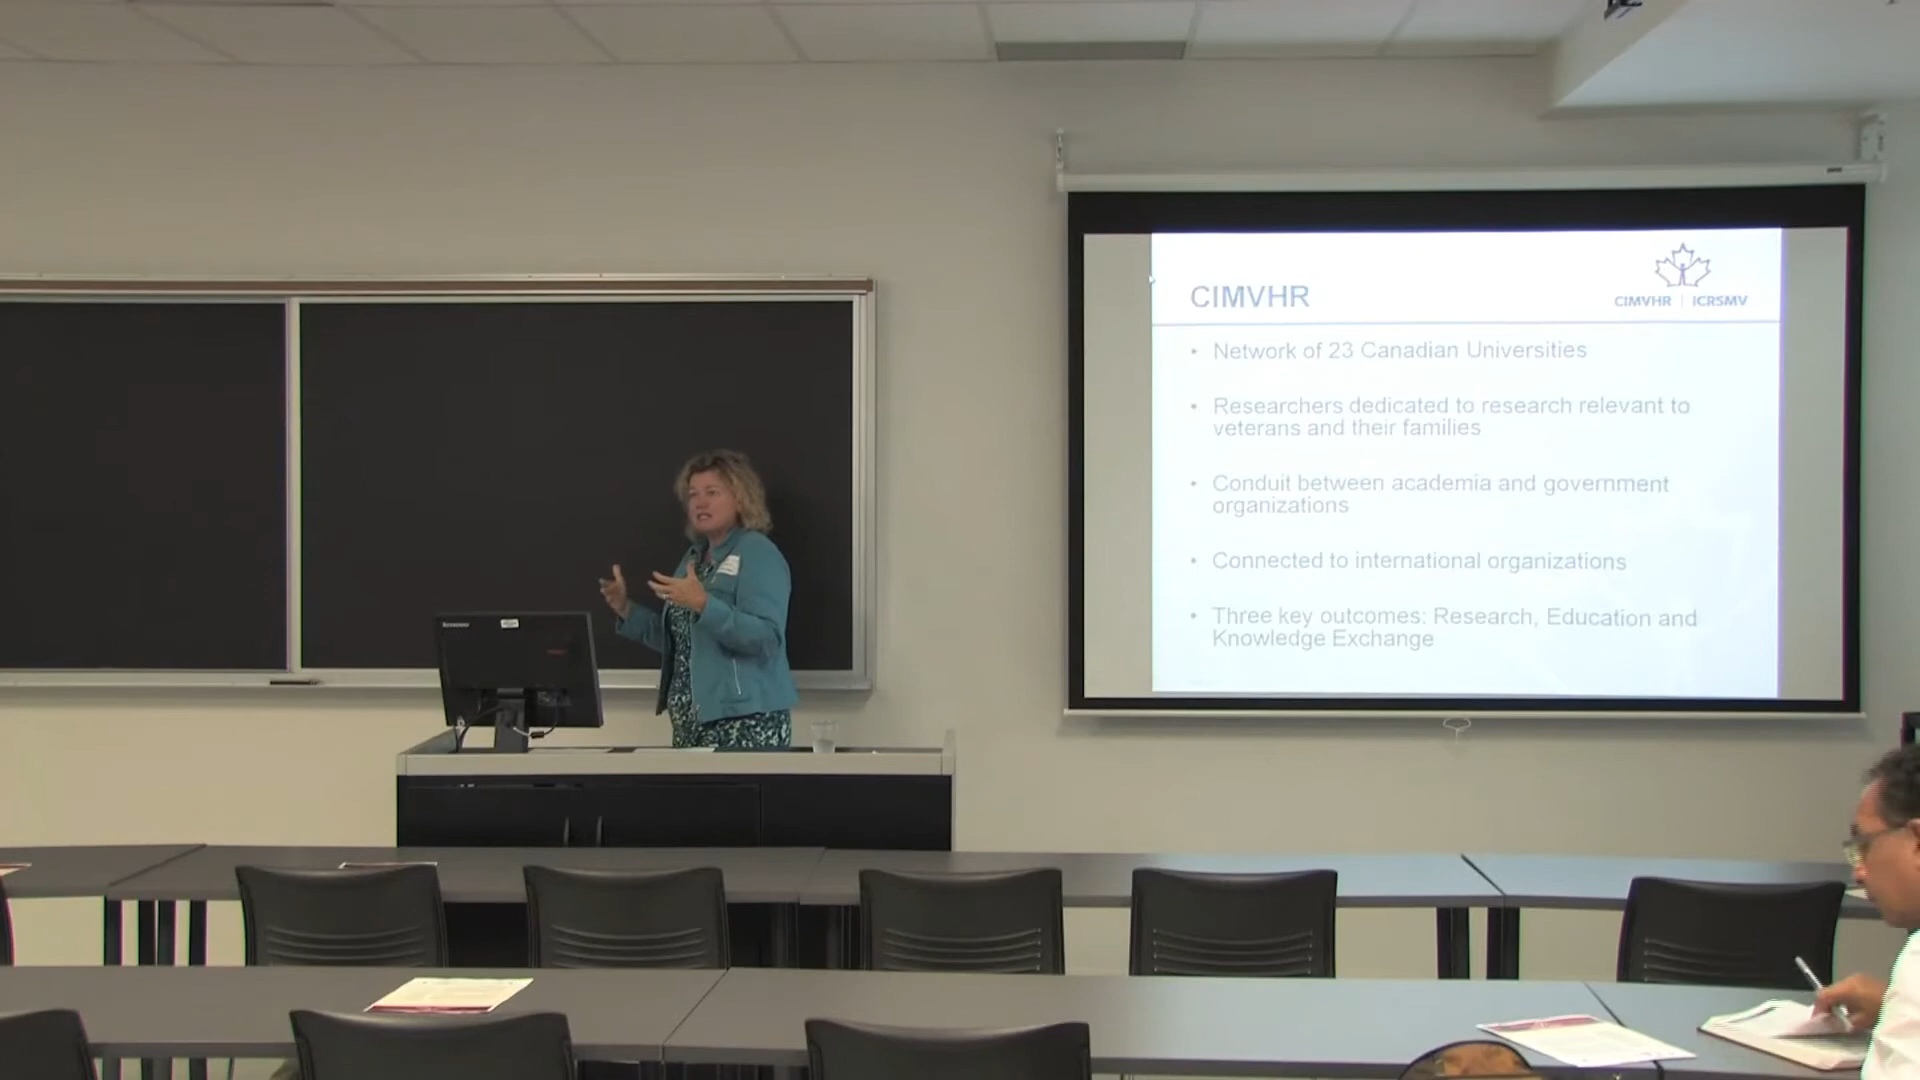 CIMVHR
CIMVHR | ICRSMV
• Network of 23 Canadian Universities
• Researchers dedicated to research relevant to
veterans and their families
• Conduit between academia and government
organizations
• Connected to international organizations
• Three key outcomes: Research, Education and
Knowledge Exchange
lenovo